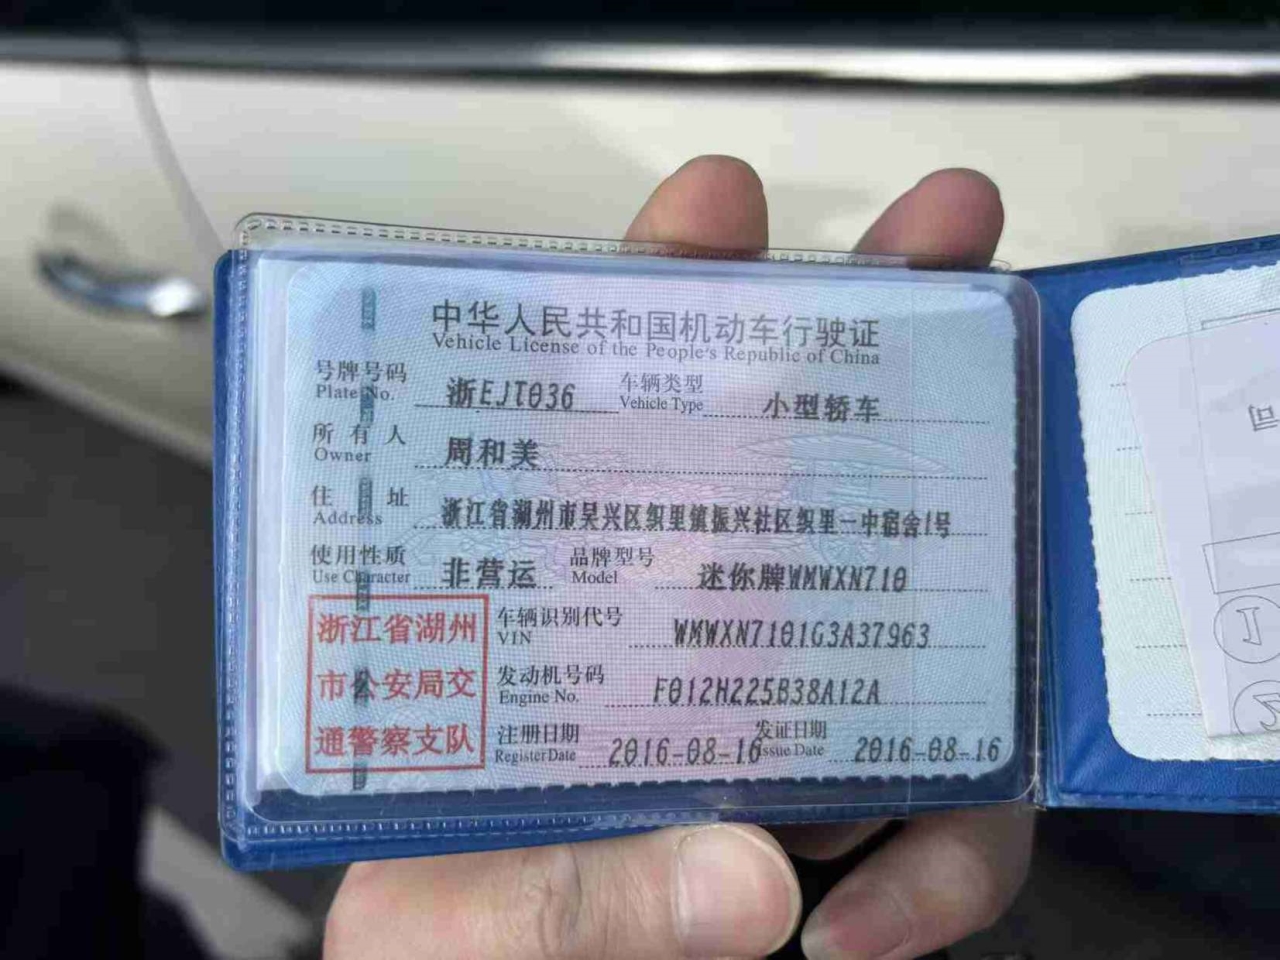 中华人民共和国机动车行驶证
Vehicle License of the People's Republic of China
号牌号码 浙EJT036 车辆类型 小型轿车
Plate No. Vehicle Type
所有人 周和美
Owner
住址 浙江省湖州市吴兴区织里镇振兴社区织里一中宿舍1号
Address
使用性质 非营运 品牌型号 迷你牌WMWXN710
Use Character Model
浙江省湖州
市公安局交
通警察支队
车辆识别代号 WMWXN7101G3A37963
VIN
发动机号码 F012H225B38A12A
Engine No.
注册日期 2016-08-16 发证日期 2016-08-16
Register Date Issue Date